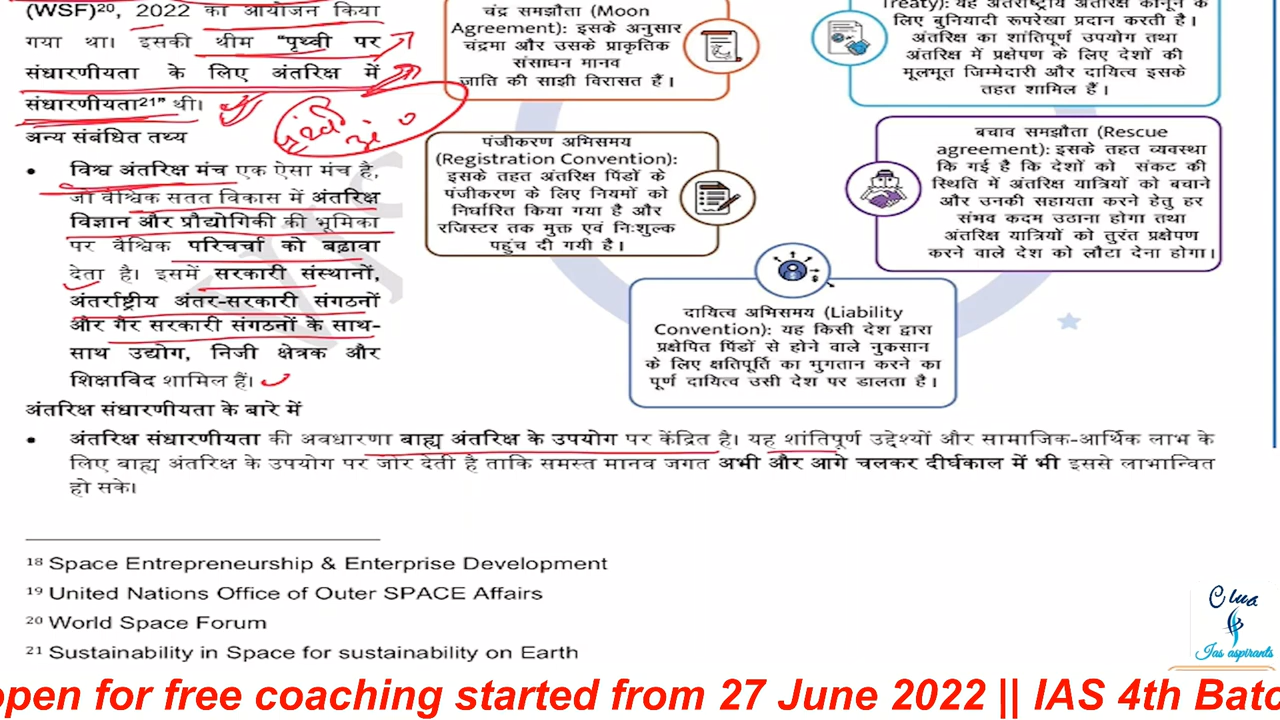 (WSF)²⁰, 2022 का आयोजन किया
गया था। इसकी थीम “पृथ्वी पर
संधारणीयता के लिए अंतरिक्ष में
संधारणीयता²¹” थी।
अन्य संबंधित तथ्य
• विश्व अंतरिक्ष मंच एक ऐसा मंच है,
जो वैश्विक सतत विकास में अंतरिक्ष
विज्ञान और प्रौद्योगिकी की भूमिका
पर वैश्विक परिचर्चा को बढ़ावा
देता है। इसमें सरकारी संस्थानों,
अंतर्राष्ट्रीय अंतर-सरकारी संगठनों
और गैर सरकारी संगठनों के साथ-
साथ उद्योग, निजी क्षेत्रक और
शिक्षाविद शामिल हैं।
चंद्र समझौता (Moon
Agreement): इसके अनुसार
चंद्रमा और उसके प्राकृतिक
संसाधन मानव
जाति की साझी विरासत हैं।
Treaty): यह अंतर्राष्ट्रीय अंतरिक्ष कानून के
लिए बुनियादी रूपरेखा प्रदान करती है।
अंतरिक्ष का शांतिपूर्ण उपयोग तथा
अंतरिक्ष में प्रक्षेपण के लिए देशों की
मूलभूत जिम्मेदारी और दायित्व इसके
तहत शामिल हैं।
पंजीकरण अभिसमय
(Registration Convention):
इसके तहत अंतरिक्ष पिंडों के
पंजीकरण के लिए नियमों को
निर्धारित किया गया है और
रजिस्टर तक मुक्त एवं निःशुल्क
पहुंच दी गयी है।
बचाव समझौता (Rescue
agreement): इसके तहत व्यवस्था
कि गई है कि देशों को संकट की
स्थिति में अंतरिक्ष यात्रियों को बचाने
और उनकी सहायता करने हेतु हर
संभव कदम उठाना होगा तथा
अंतरिक्ष यात्रियों को तुरंत प्रक्षेपण
करने वाले देश को लौटा देना होगा।
दायित्व अभिसमय (Liability
Convention): यह किसी देश द्वारा
प्रक्षेपित पिंडों से होने वाले नुकसान
के लिए क्षतिपूर्ति का भुगतान करने का
पूर्ण दायित्व उसी देश पर डालता है।
अंतरिक्ष संधारणीयता के बारे में
• अंतरिक्ष संधारणीयता की अवधारणा बाह्य अंतरिक्ष के उपयोग पर केंद्रित है। यह शांतिपूर्ण उद्देश्यों और सामाजिक-आर्थिक लाभ के
लिए बाह्य अंतरिक्ष के उपयोग पर जोर देती है ताकि समस्त मानव जगत अभी और आगे चलकर दीर्घकाल में भी इससे लाभान्वित
हो सके।
¹⁸ Space Entrepreneurship & Enterprise Development
¹⁹ United Nations Office of Outer SPACE Affairs
²⁰ World Space Forum
²¹ Sustainability in Space for sustainability on Earth
Ias aspirants
open for free coaching started from 27 June 2022 || IAS 4th Batc